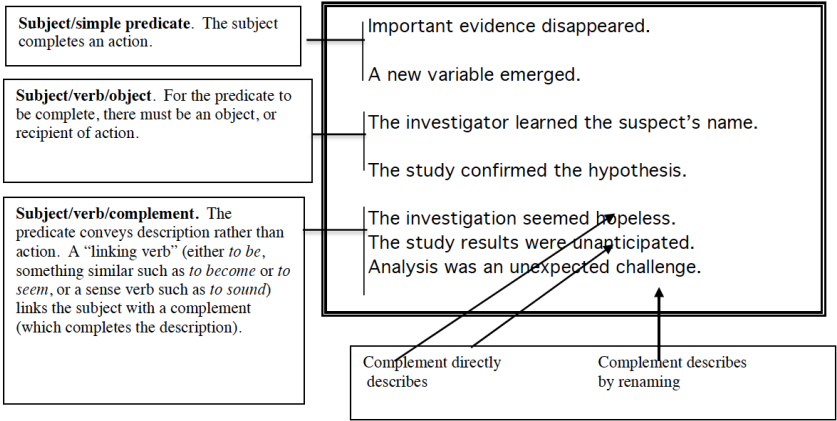 Subject/simple predicate.  The subject
completes an action.
Subject/verb/object.  For the predicate to
be complete, there must be an object, or
recipient of action.
Subject/verb/complement.  The
predicate conveys description rather than
action.  A “linking verb” (either to be,
something similar such as to become or to
seem, or a sense verb such as to sound)
links the subject with a complement
(which completes the description).
Important evidence disappeared.
A new variable emerged.
The investigator learned the suspect’s name.
The study confirmed the hypothesis.
The investigation seemed hopeless.
The study results were unanticipated.
Analysis was an unexpected challenge.
Complement directly
describes
Complement describes
by renaming